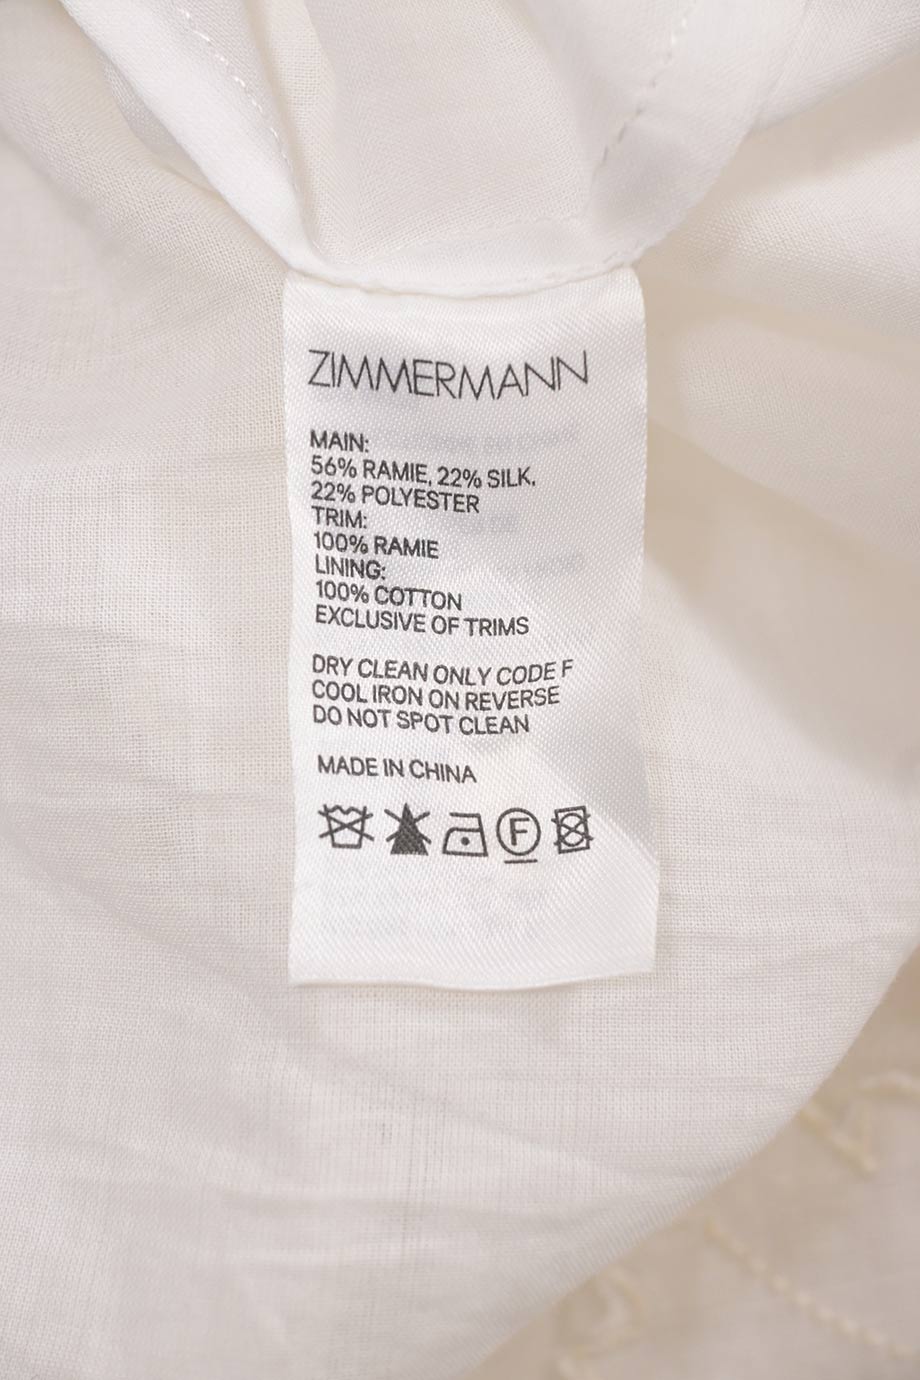 ZIMMERMANN
MAIN:
56% RAMIE, 22% SILK,
22% POLYESTER
TRIM:
100% RAMIE
LINING:
100% COTTON
EXCLUSIVE OF TRIMS
DRY CLEAN ONLY CODE F
COOL IRON ON REVERSE
DO NOT SPOT CLEAN
MADE IN CHINA
F